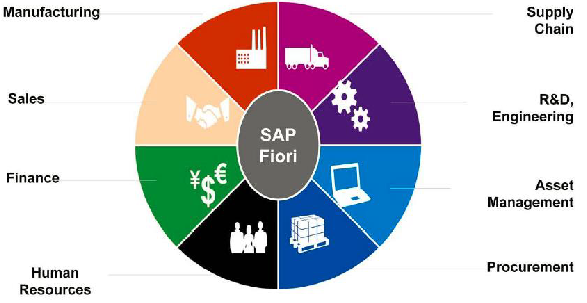 Manufacturing
Supply
Chain
Sales
R&D,
Engineering
SAP
Fiori
Finance
¥$€
Asset
Management
Human
Resources
Procurement